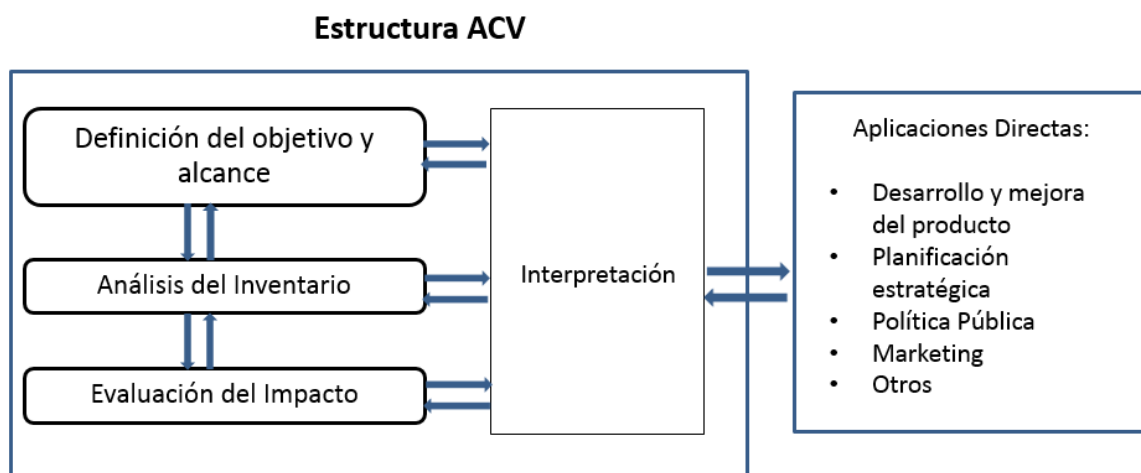 Estructura ACV
Definición del objetivo y
alcance
Análisis del Inventario
Evaluación del Impacto
Interpretación
Aplicaciones Directas:
• Desarrollo y mejora
del producto
• Planificación
estratégica
• Política Pública
• Marketing
• Otros